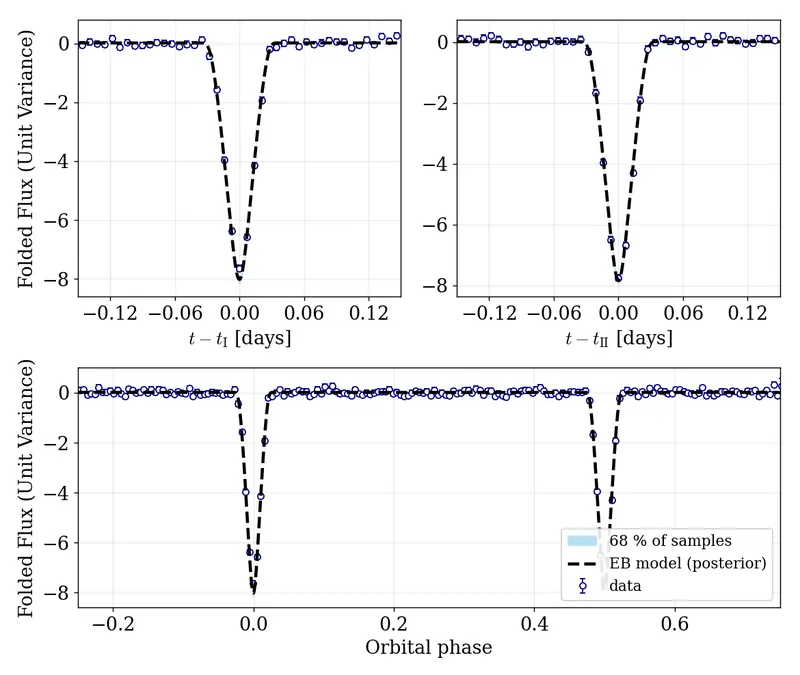 Folded Flux (Unit Variance)
0
−2
−4
−6
−8
−0.12 −0.06 0.00 0.06 0.12
t − tI [days]
0
−2
−4
−6
−8
−0.12 −0.06 0.00 0.06 0.12
t − tII [days]
Folded Flux (Unit Variance)
0
−2
−4
−6
−8
68 % of samples
EB model (posterior)
data
−0.2 0.0 0.2 0.4 0.6
Orbital phase